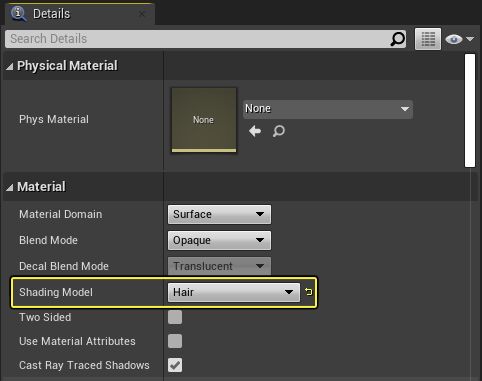 Details
Search Details
Physical Material
Phys Material
None
None
Material
Material Domain Surface
Blend Mode Opaque
Decal Blend Mode Translucent
Shading Model Hair
Two Sided
Use Material Attributes
Cast Ray Traced Shadows